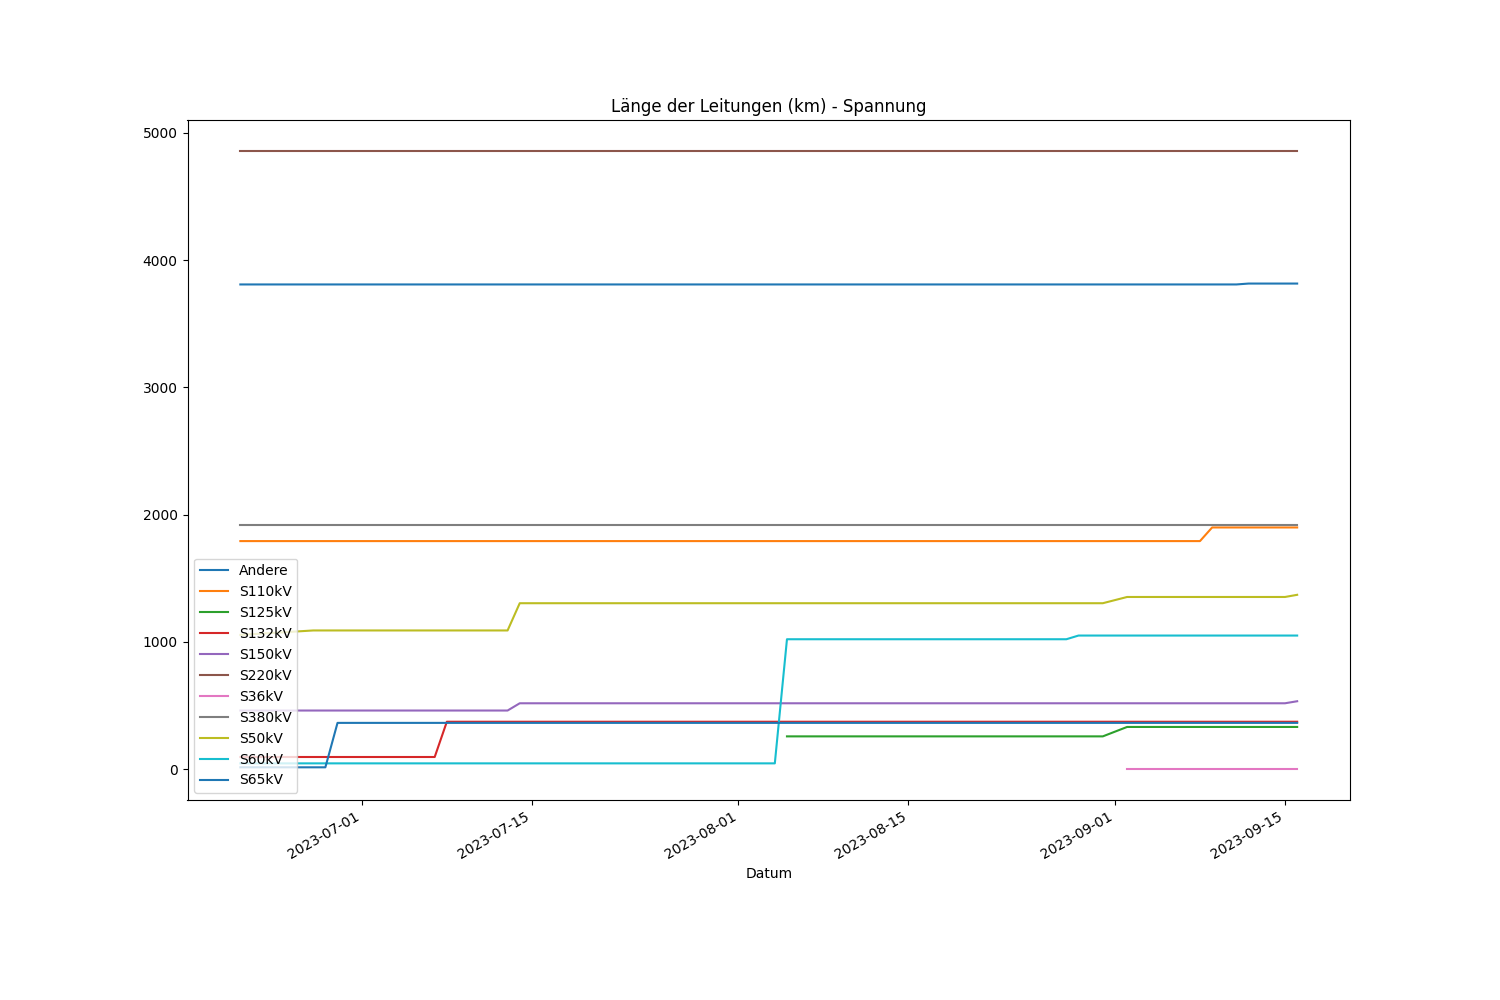 Länge der Leitungen (km) - Spannung
5000
4000
3000
2000
1000
0
Andere
S110kV
S125kV
S132kV
S150kV
S220kV
S36kV
S380kV
S50kV
S60kV
S65kV
2023-07-01
2023-07-15
2023-08-01
2023-08-15
2023-09-01
2023-09-15
Datum